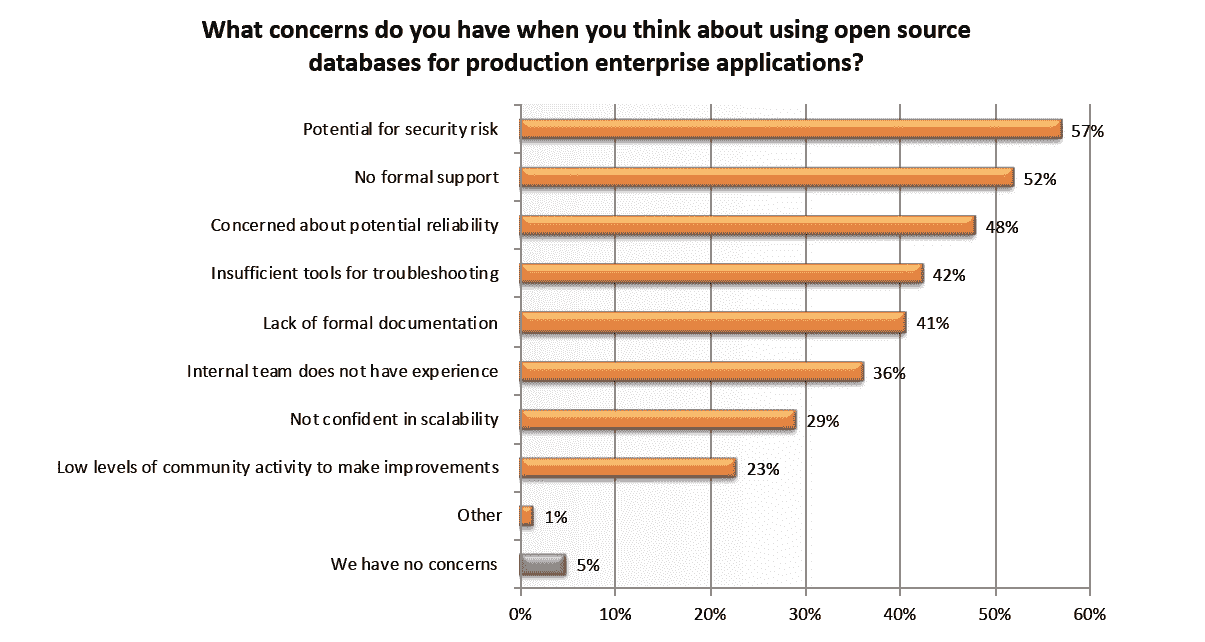 What concerns do you have when you think about using open source
databases for production enterprise applications?
Potential for security risk 57%
No formal support 52%
Concerned about potential reliability 48%
Insufficient tools for troubleshooting 42%
Lack of formal documentation 41%
Internal team does not have experience 36%
Not confident in scalability 29%
Low levels of community activity to make improvements 23%
Other 1%
We have no concerns 5%
0% 10% 20% 30% 40% 50% 60%